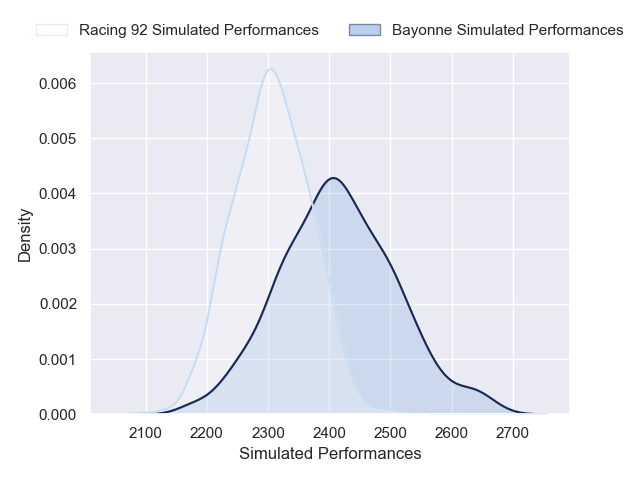 Racing 92 Simulated Performances Bayonne Simulated Performances
0.006
0.005
0.004
0.003
0.002
0.001
0.000
Density
2100 2200 2300 2400 2500 2600 2700
Simulated Performances